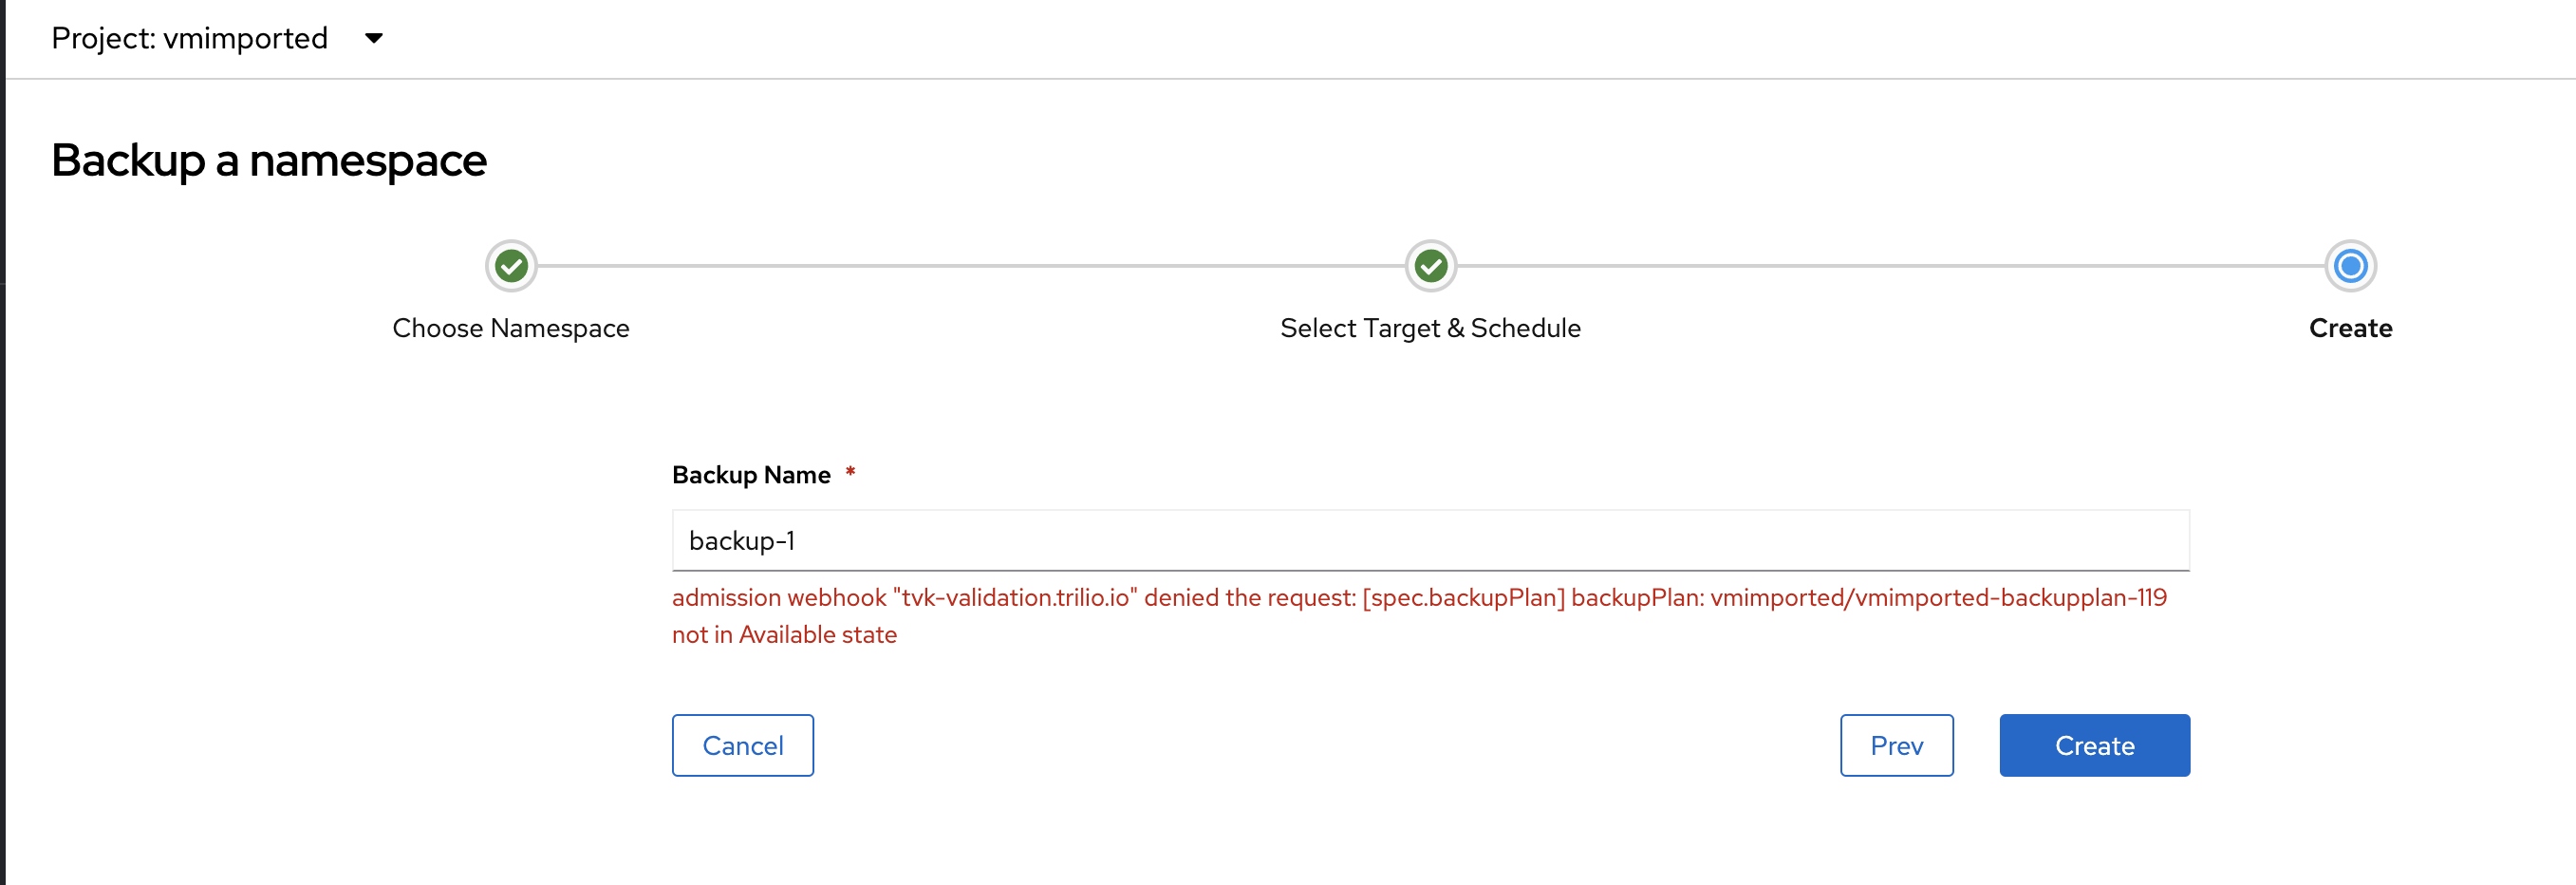 Project: vmimported
Backup a namespace
Choose Namespace
Select Target & Schedule
Create
Backup Name *
backup-1
admission webhook "tvk-validation.trilio.io" denied the request: [spec.backupPlan] backupPlan: vmimported/vmimported-backupplan-119
not in Available state
Cancel
Prev
Create